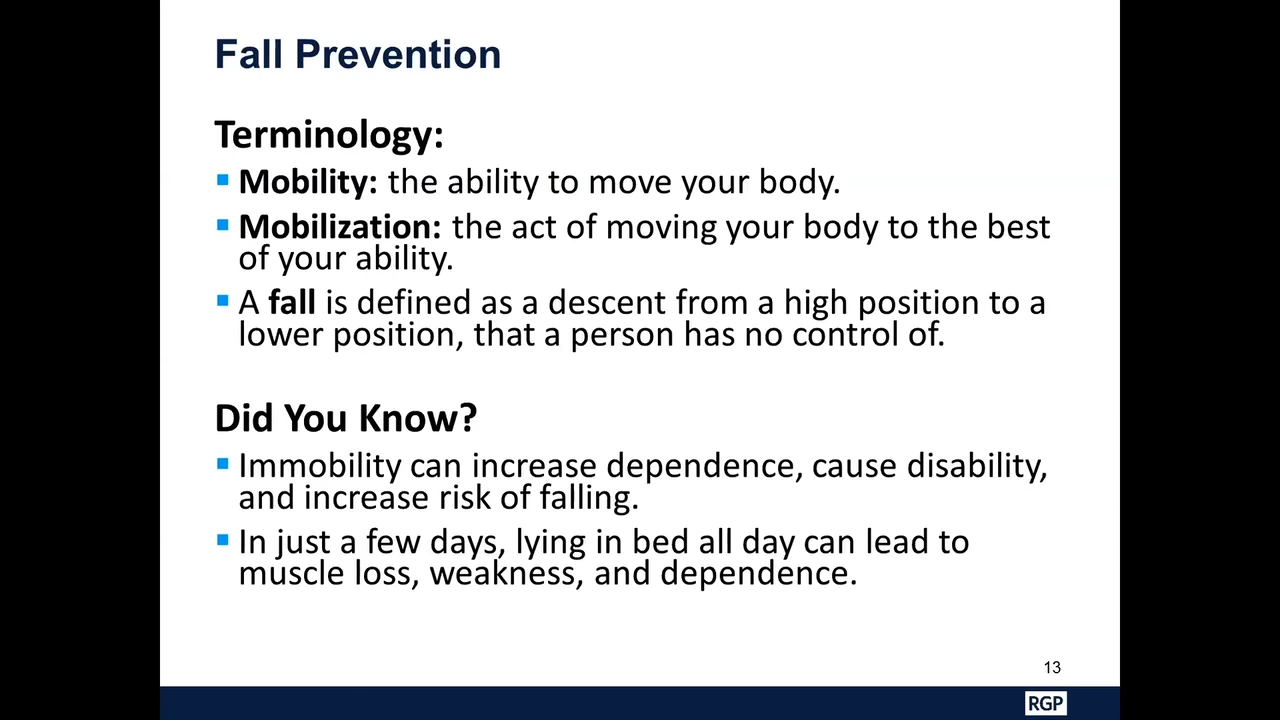 Fall Prevention
Terminology:
▪ Mobility: the ability to move your body.
▪ Mobilization: the act of moving your body to the best
of your ability.
▪ A fall is defined as a descent from a high position to a
lower position, that a person has no control of.
Did You Know?
▪ Immobility can increase dependence, cause disability,
and increase risk of falling.
▪ In just a few days, lying in bed all day can lead to
muscle loss, weakness, and dependence.
13
RGP